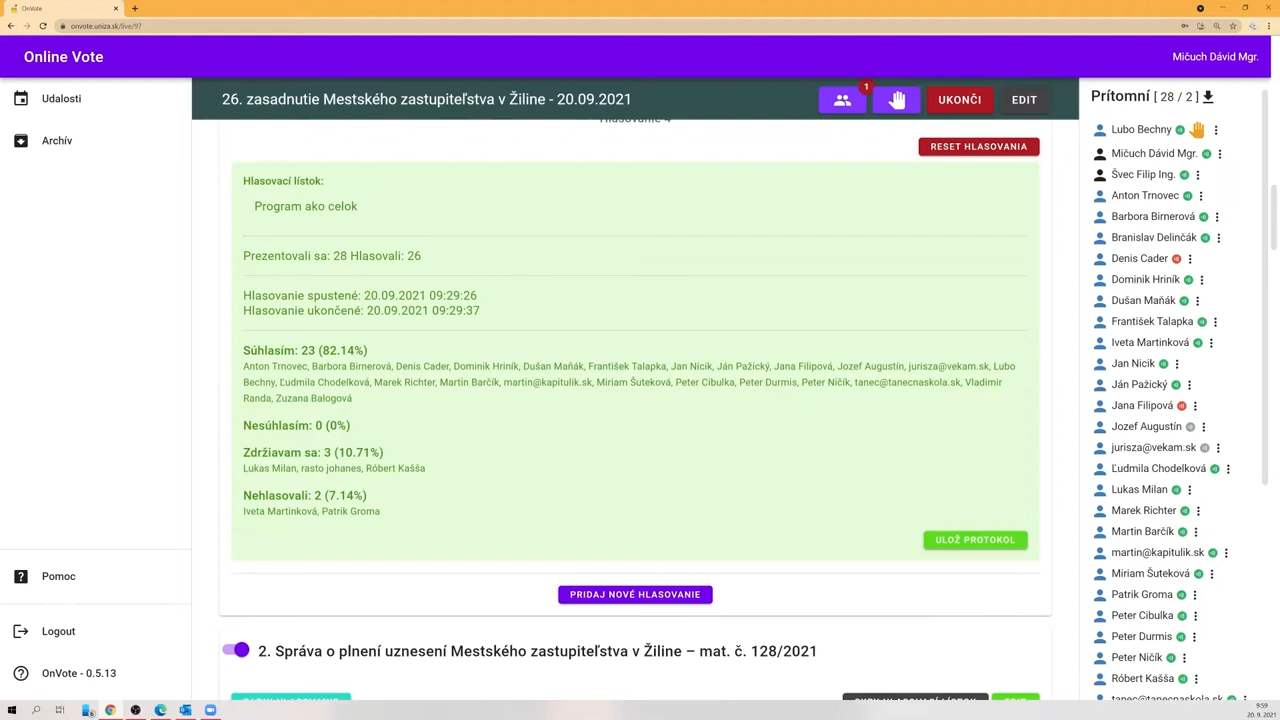 OnVote
onvote.uniza.sk/live/97
Online Vote
Mičuch Dávid Mgr.
Udalosti
Archív
Pomoc
Logout
OnVote - 0.5.13
26. zasadnutie Mestského zastupiteľstva v Žiline - 20.09.2021
1
UKONČI
EDIT
Hlasovanie 4
RESET HLASOVANIA
Hlasovací lístok:
Program ako celok
Prezentovali sa: 28 Hlasovali: 26
Hlasovanie spustené: 20.09.2021 09:29:26
Hlasovanie ukončené: 20.09.2021 09:29:37
Súhlasím: 23 (82.14%)
Anton Trnovec, Barbora Birnerová, Denis Cader, Dominik Hriník, Dušan Maňák, František Talapka, Jan Nicik, Ján Pažický, Jana Filipová, Jozef Augustín, jurisza@vekam.sk, Lubo
Bechny, Ľudmila Chodelková, Marek Richter, Martin Barčík, martin@kapitulik.sk, Miriam Šuteková, Peter Cibulka, Peter Durmis, Peter Ničík, tanec@tanecnaskola.sk, Vladimir
Randa, Zuzana Balogová
Nesúhlasím: 0 (0%)
Zdržiavam sa: 3 (10.71%)
Lukas Milan, rasto johanes, Róbert Kašša
Nehlasovali: 2 (7.14%)
Iveta Martinková, Patrik Groma
ULOŽ PROTOKOL
PRIDAJ NOVÉ HLASOVANIE
2. Správa o plnení uznesení Mestského zastupiteľstva v Žiline – mat. č. 128/2021
EDIT
Prítomní [ 28 / 2 ]
Lubo Bechny
Mičuch Dávid Mgr.
Švec Filip Ing.
Anton Trnovec
Barbora Birnerová
Branislav Delinčák
Denis Cader
Dominik Hriník
Dušan Maňák
František Talapka
Iveta Martinková
Jan Nicik
Ján Pažický
Jana Filipová
Jozef Augustín
jurisza@vekam.sk
Ľudmila Chodelková
Lukas Milan
Marek Richter
Martin Barčík
martin@kapitulik.sk
Miriam Šuteková
Patrik Groma
Peter Cibulka
Peter Durmis
Peter Ničík
Róbert Kašša
tanec@tanecnaskola.sk
9:59
20. 9. 2021